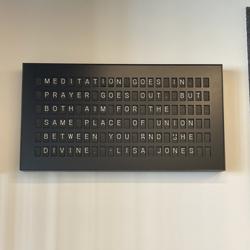 MEDITATION GOES IN
PRAYER GOES OUT, BUT
BOTH AIM FOR THE
SAME PLACE OF UNION
BETWEEN YOU AND THE
DIVINE. -LISA JONES